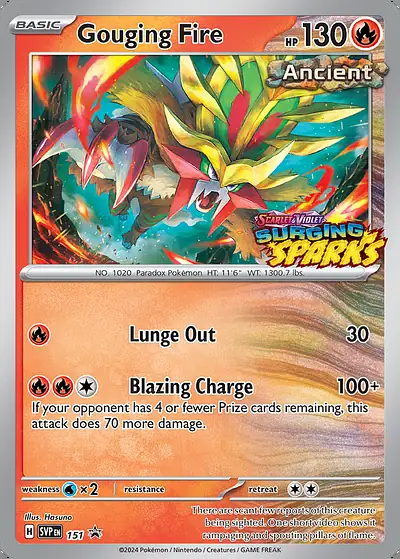 BASIC Gouging Fire HP 130
Ancient
SCARLET & VIOLET
SURGING
SPARKS
NO. 1020 Paradox Pokémon HT: 11'6" WT: 1300.7 lbs.
Lunge Out 30
Blazing Charge 100+
If your opponent has 4 or fewer Prize cards remaining, this
attack does 70 more damage.
weakness ×2 resistance retreat
Illus. Hasuno
H SVP EN 151
There are scant few reports of this creature
being sighted. One short video shows it
rampaging and spouting pillars of flame.
©2024 Pokémon / Nintendo / Creatures / GAME FREAK